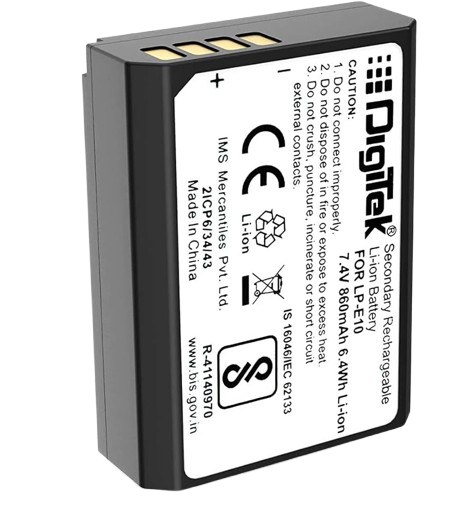 DigiTek®
Secondary Rechargeable
Li-ion Battery
FOR LP-E10
7.4V 860mAh 6.4Wh Li-ion
CAUTION:
1. Do not connect improperly.
2. Do not dispose of in fire or expose to excess heat.
3. Do not crush, puncture, incinerate or short circuit
external contacts.
IS 16046/IEC 62133
– +
CE
Li-ion
R-41140970
www.bis.gov.in
IMS Mercantiles Pvt. Ltd.
2ICP6/34/43
Made in China